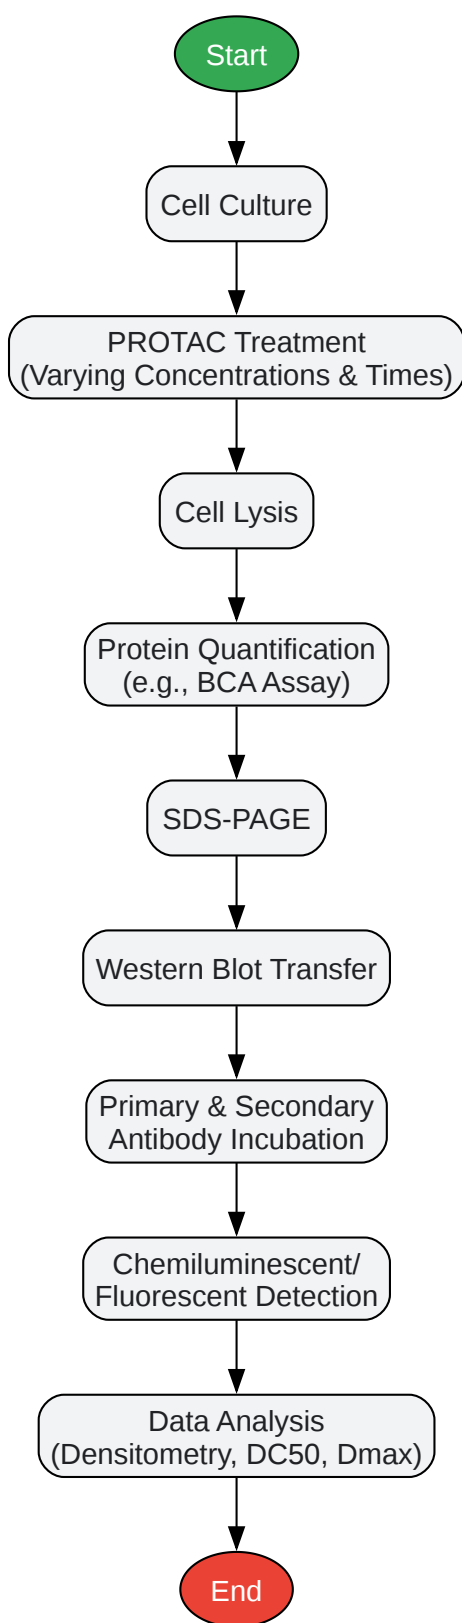 Start
Cell Culture
PROTAC Treatment
(Varying Concentrations & Times)
Cell Lysis
Protein Quantification
(e.g., BCA Assay)
SDS-PAGE
Western Blot Transfer
Primary & Secondary
Antibody Incubation
Chemiluminescent/
Fluorescent Detection
Data Analysis
(Densitometry, DC50, Dmax)
End